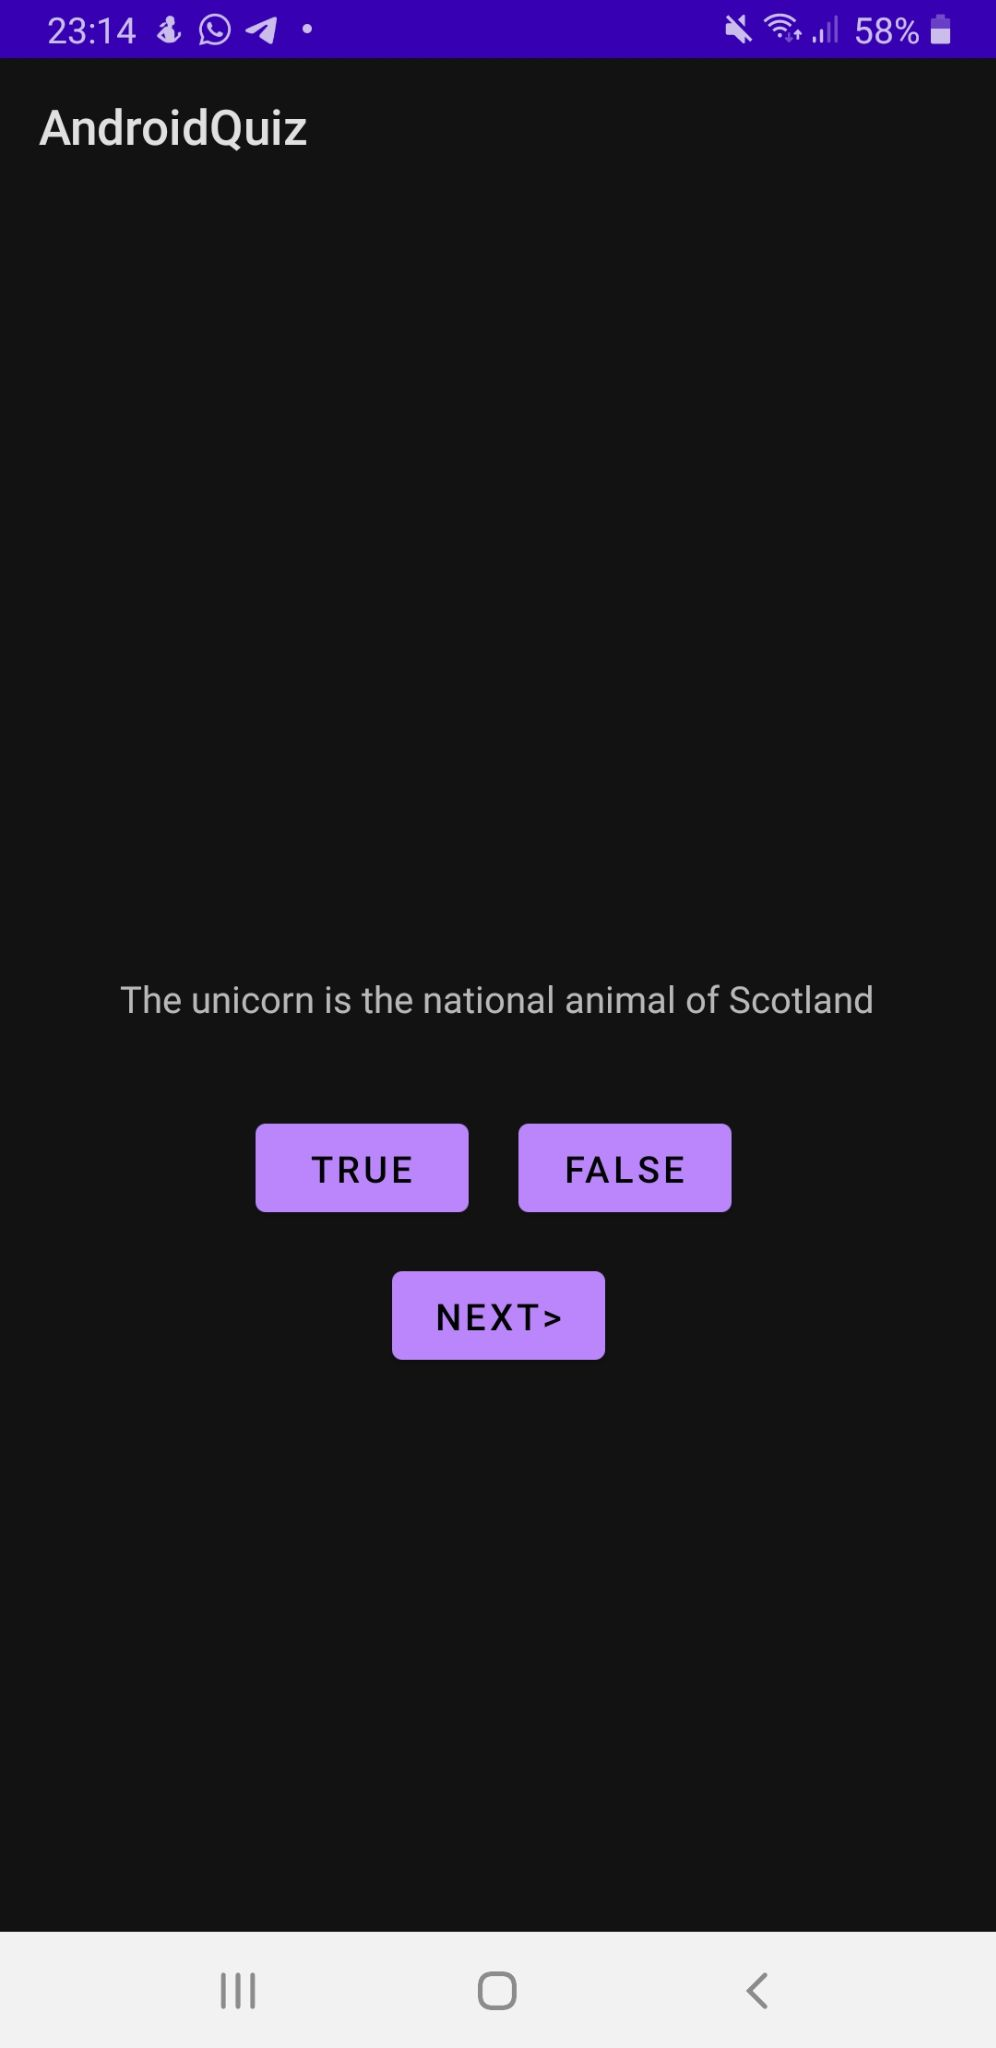 23:14
58%
AndroidQuiz
The unicorn is the national animal of Scotland
TRUE
FALSE
NEXT>